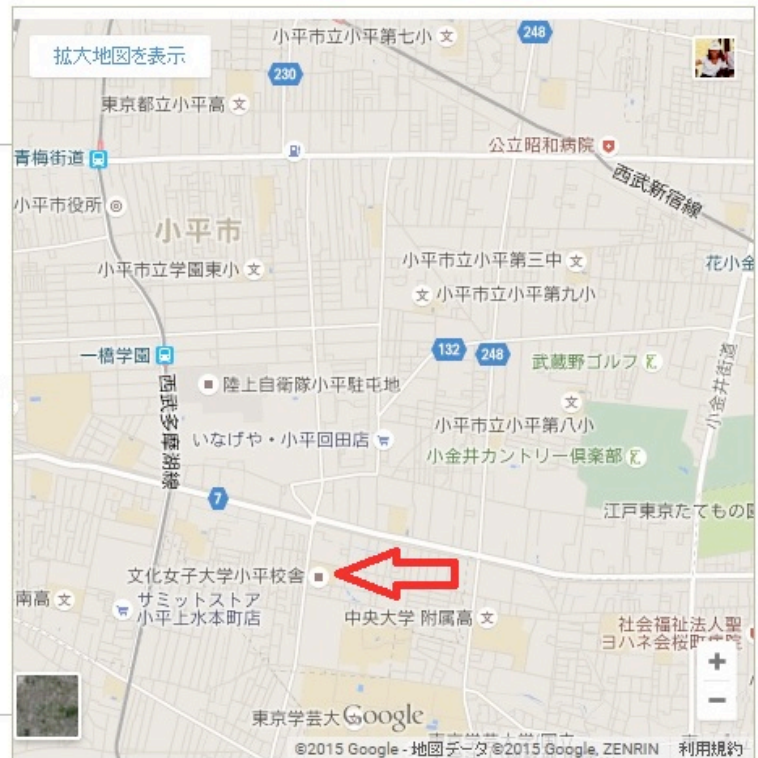 小平市立小平第七小
248
拡大地図を表示
230
東京都立小平高
公立昭和病院
青梅街道
西武新宿線
小平市役所
小平市
小平市立小平第三中
花小金
小平市立学園東小
小平市立小平第九小
132
248
一橋学園
武蔵野ゴルフ
小金井街道
陸上自衛隊小平駐屯地
西武多摩湖線
小平市立小平第八小
いなげや・小平回田店
小金井カントリー倶楽部
7
江戸東京たてもの園
文化女子大学小平校舎
南高
サミットストア
小平上水本町店
中央大学 附属高
社会福祉法人聖
ヨハネ会桜町病院
+
−
東京学芸大
Google
©2015 Google - 地図データ ©2015 Google, ZENRIN
利用規約